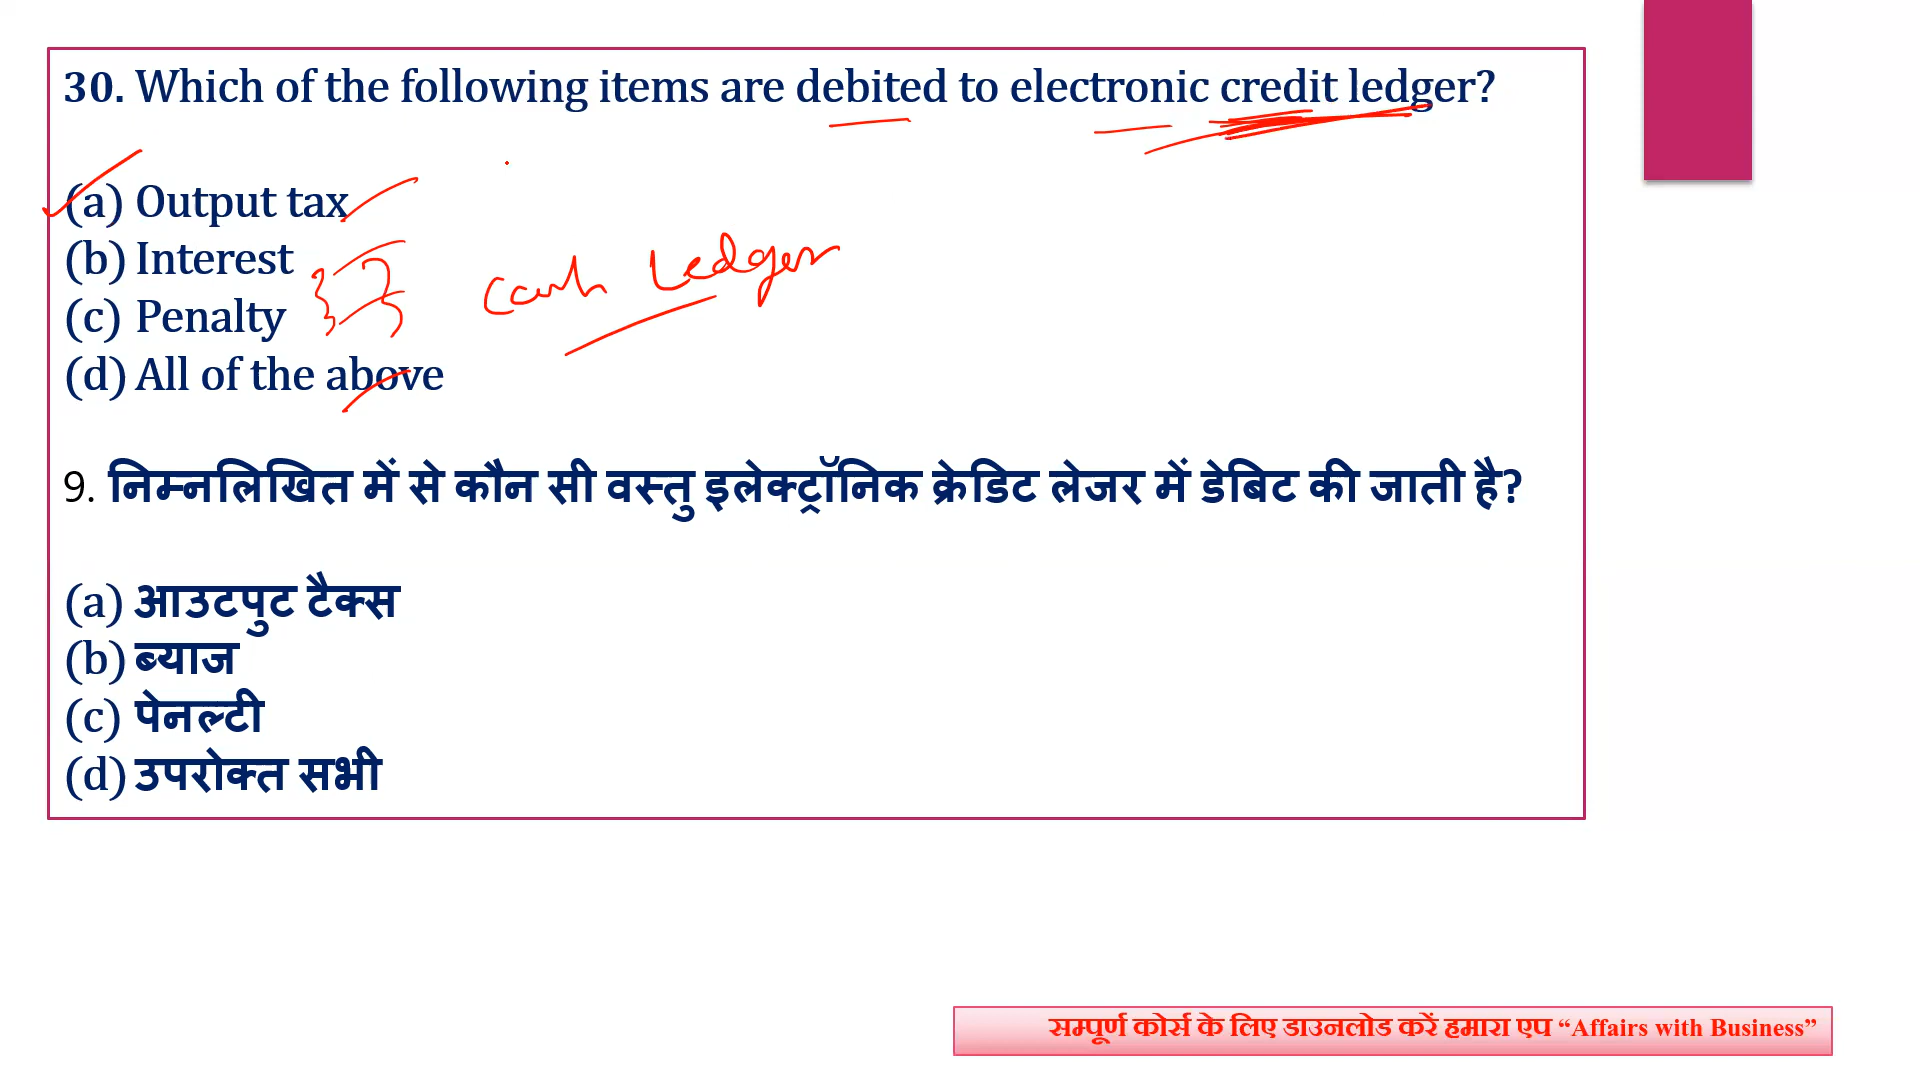 30. Which of the following items are debited to electronic credit ledger?
(a) Output tax
(b) Interest
(c) Penalty
(d) All of the above
Cash Ledger
9. निम्नलिखित में से कौन सी वस्तु इलेक्ट्रॉनिक क्रेडिट लेजर में डेबिट की जाती है?
(a) आउटपुट टैक्स
(b) ब्याज
(c) पेनल्टी
(d) उपरोक्त सभी
सम्पूर्ण कोर्स के लिए डाउनलोड करें हमारा एप “Affairs with Business”